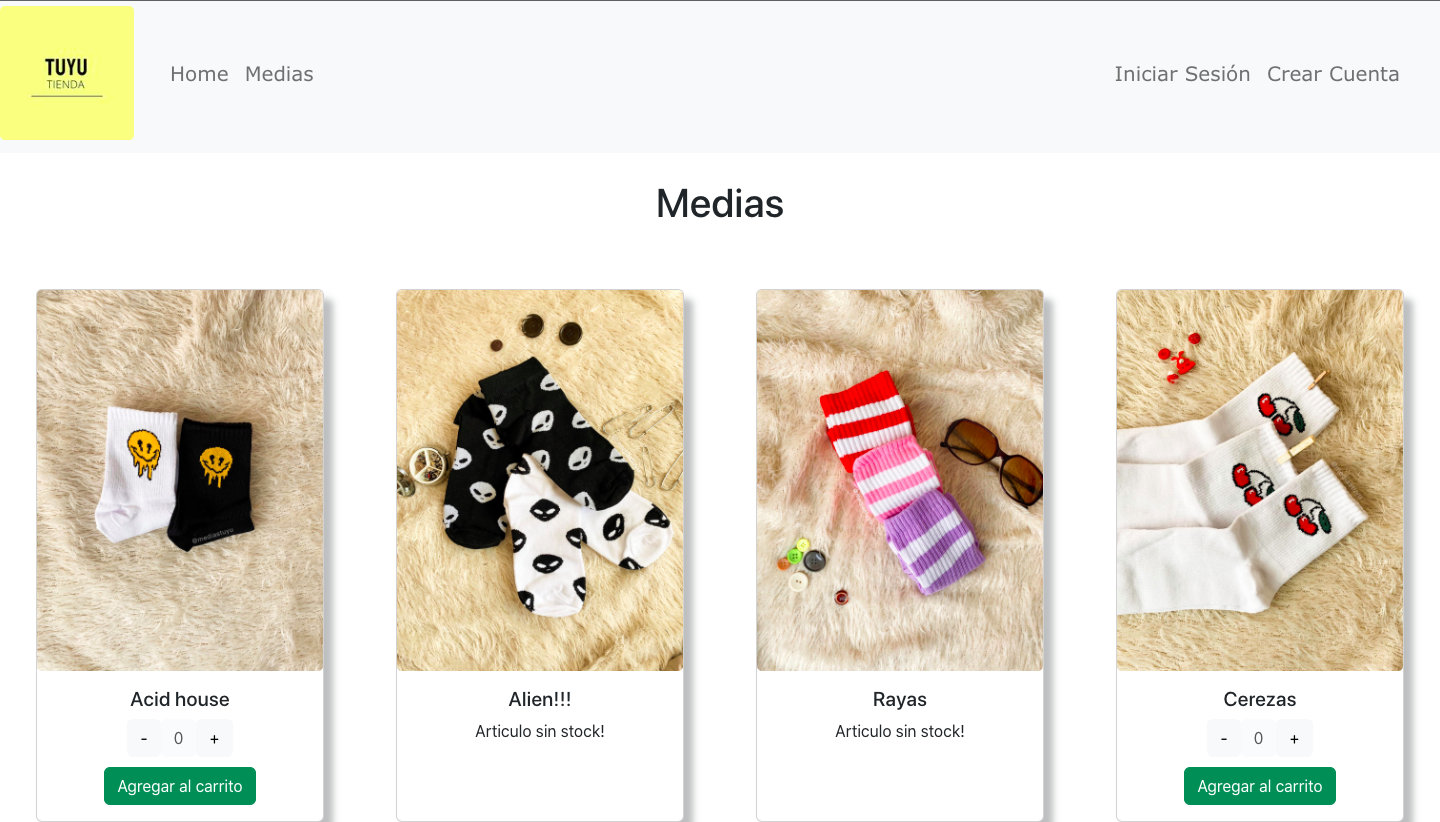 TUYU
TIENDA
Home Medias
Iniciar Sesión Crear Cuenta
Medias
@mediastuyu
Acid house
- 0 +
Agregar al carrito
Alien!!!
Articulo sin stock!
Rayas
Articulo sin stock!
Cerezas
- 0 +
Agregar al carrito